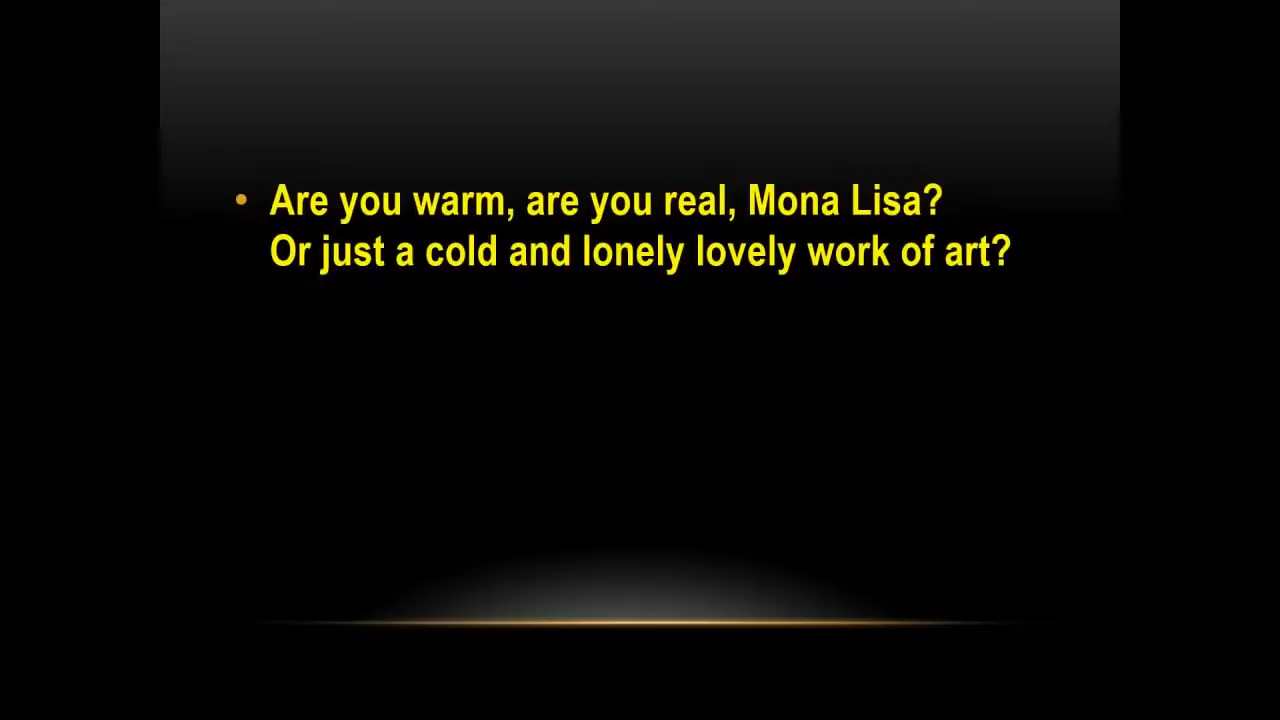 • Are you warm, are you real, Mona Lisa?
Or just a cold and lonely lovely work of art?